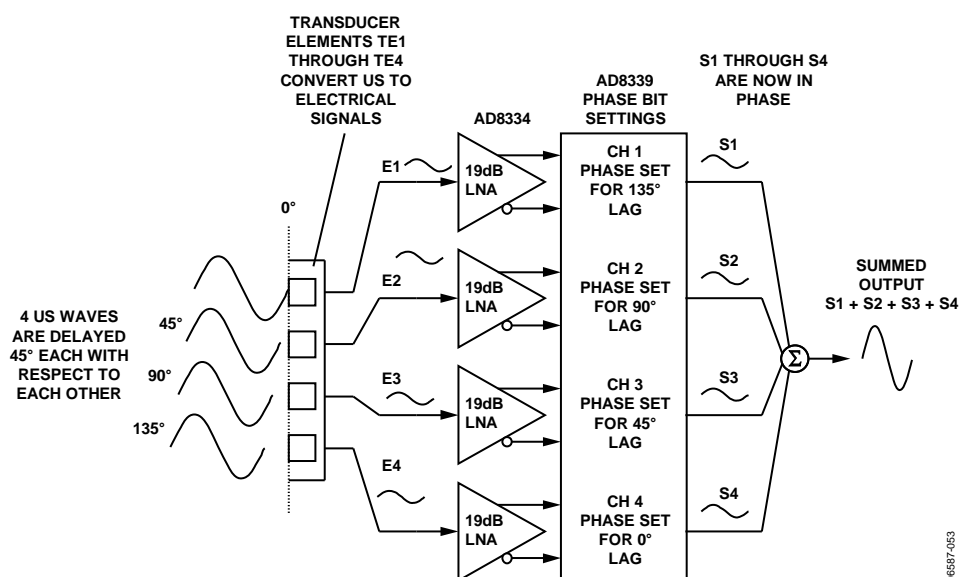 TRANSDUCER
ELEMENTS TE1
THROUGH TE4
CONVERT US TO
ELECTRICAL
SIGNALS
AD8334
AD8339
PHASE BIT
SETTINGS
S1 THROUGH S4
ARE NOW IN
PHASE
0°
4 US WAVES
ARE DELAYED
45° EACH WITH
RESPECT TO
EACH OTHER
45°
90°
135°
E1
19dB
LNA
CH 1
PHASE SET
FOR 135°
LAG
S1
E2
19dB
LNA
CH 2
PHASE SET
FOR 90°
LAG
S2
E3
19dB
LNA
CH 3
PHASE SET
FOR 45°
LAG
S3
E4
19dB
LNA
CH 4
PHASE SET
FOR 0°
LAG
S4
Σ
SUMMED
OUTPUT
S1 + S2 + S3 + S4
06587-053